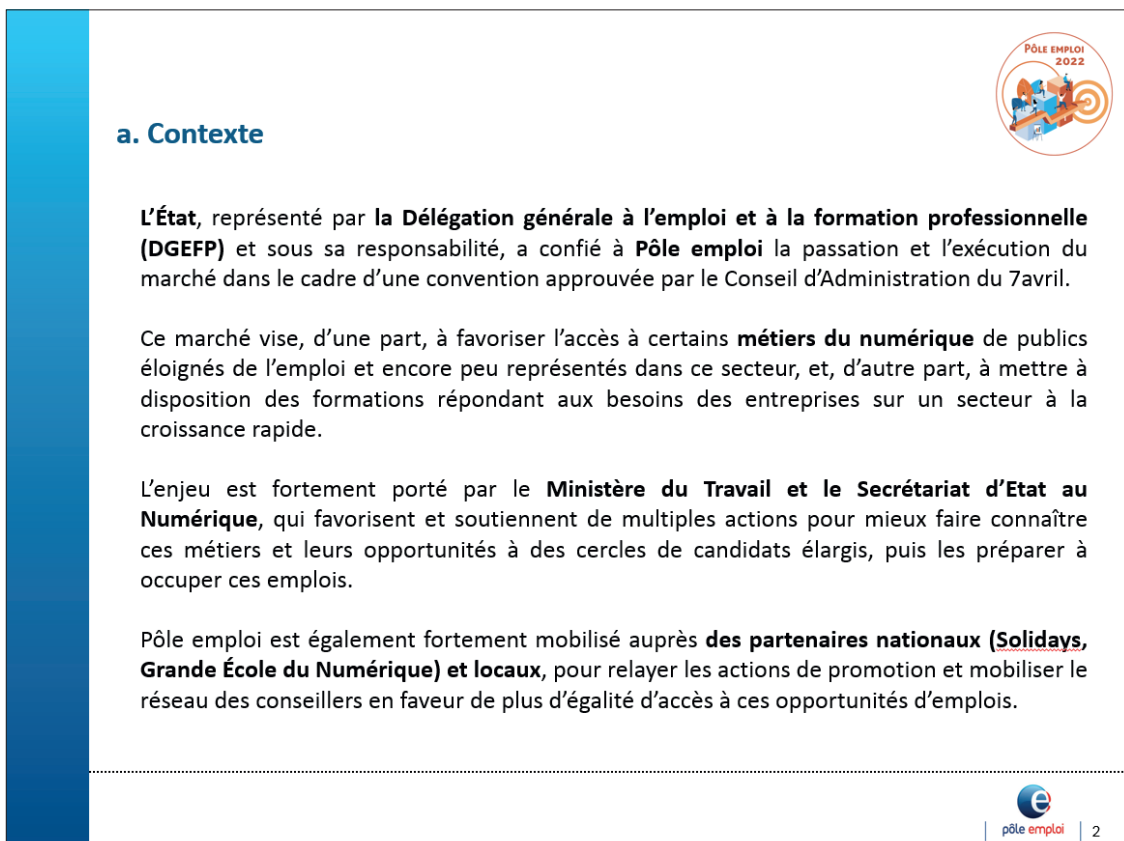 PÔLE EMPLOI
2022
a. Contexte
L’État, représenté par la Délégation générale à l’emploi et à la formation professionnelle
(DGEFP) et sous sa responsabilité, a confié à Pôle emploi la passation et l’exécution du
marché dans le cadre d’une convention approuvée par le Conseil d’Administration du 7avril.
Ce marché vise, d’une part, à favoriser l’accès à certains métiers du numérique de publics
éloignés de l’emploi et encore peu représentés dans ce secteur, et, d’autre part, à mettre à
disposition des formations répondant aux besoins des entreprises sur un secteur à la
croissance rapide.
L’enjeu est fortement porté par le Ministère du Travail et le Secrétariat d’Etat au
Numérique, qui favorisent et soutiennent de multiples actions pour mieux faire connaître
ces métiers et leurs opportunités à des cercles de candidats élargis, puis les préparer à
occuper ces emplois.
Pôle emploi est également fortement mobilisé auprès des partenaires nationaux (Solidays,
Grande École du Numérique) et locaux, pour relayer les actions de promotion et mobiliser le
réseau des conseillers en faveur de plus d’égalité d’accès à ces opportunités d’emplois.
pôle emploi
2